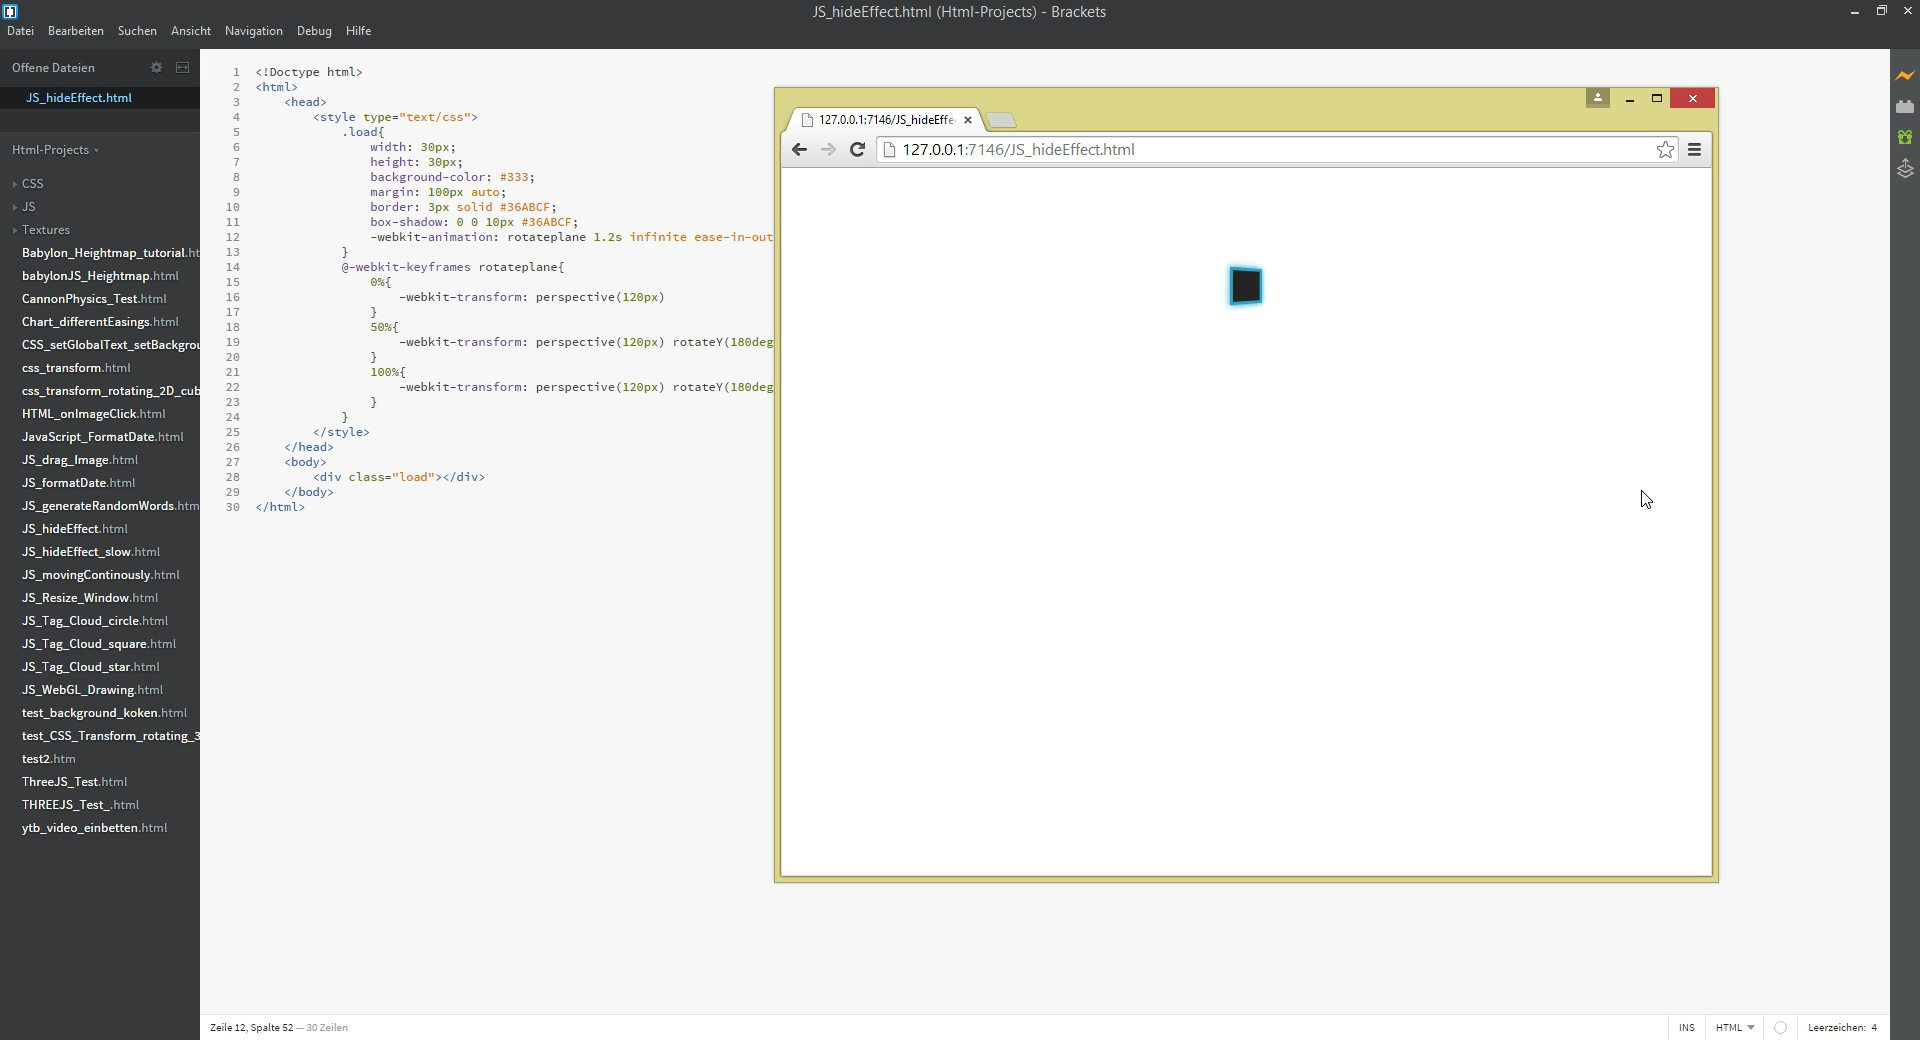 JS_hideEffect.html (Html-Projects) - Brackets
Datei Bearbeiten Suchen Ansicht Navigation Debug Hilfe
Offene Dateien
JS_hideEffect.html
Html-Projects
CSS
JS
Textures
Babylon_Heightmap_tutorial.ht
babylonJS_Heightmap.html
CannonPhysics_Test.html
Chart_differentEasings.html
CSS_setGlobalText_setBackgrou
css_transform.html
css_transform_rotating_2D_cub
HTML_onImageClick.html
JavaScript_FormatDate.html
JS_drag_Image.html
JS_formatDate.html
JS_generateRandomWords.htm
JS_hideEffect.html
JS_hideEffect_slow.html
JS_movingContinously.html
JS_Resize_Window.html
JS_Tag_Cloud_circle.html
JS_Tag_Cloud_square.html
JS_Tag_Cloud_star.html
JS_WebGL_Drawing.html
test_background_koken.html
test_CSS_Transform_rotating_3
test2.htm
ThreeJS_Test.html
THREEJS_Test_.html
ytb_video_einbetten.html
1 <!Doctype html>
2 <html>
3 <head>
4 <style type="text/css">
5 .load{
6 width: 30px;
7 height: 30px;
8 background-color: #333;
9 margin: 100px auto;
10 border: 3px solid #36ABCF;
11 box-shadow: 0 0 10px #36ABCF;
12 -webkit-animation: rotateplane 1.2s infinite ease-in-out
13 }
14 @-webkit-keyframes rotateplane{
15 0%{
16 -webkit-transform: perspective(120px)
17 }
18 50%{
19 -webkit-transform: perspective(120px) rotateY(180deg
20 }
21 100%{
22 -webkit-transform: perspective(120px) rotateY(180deg
23 }
24 }
25 </style>
26 </head>
27 <body>
28 <div class="load"></div>
29 </body>
30 </html>
127.0.0.1:7146/JS_hideEffe
127.0.0.1:7146/JS_hideEffect.html
Zeile 12, Spalte 52 — 30 Zeilen
INS HTML Leerzeichen: 4